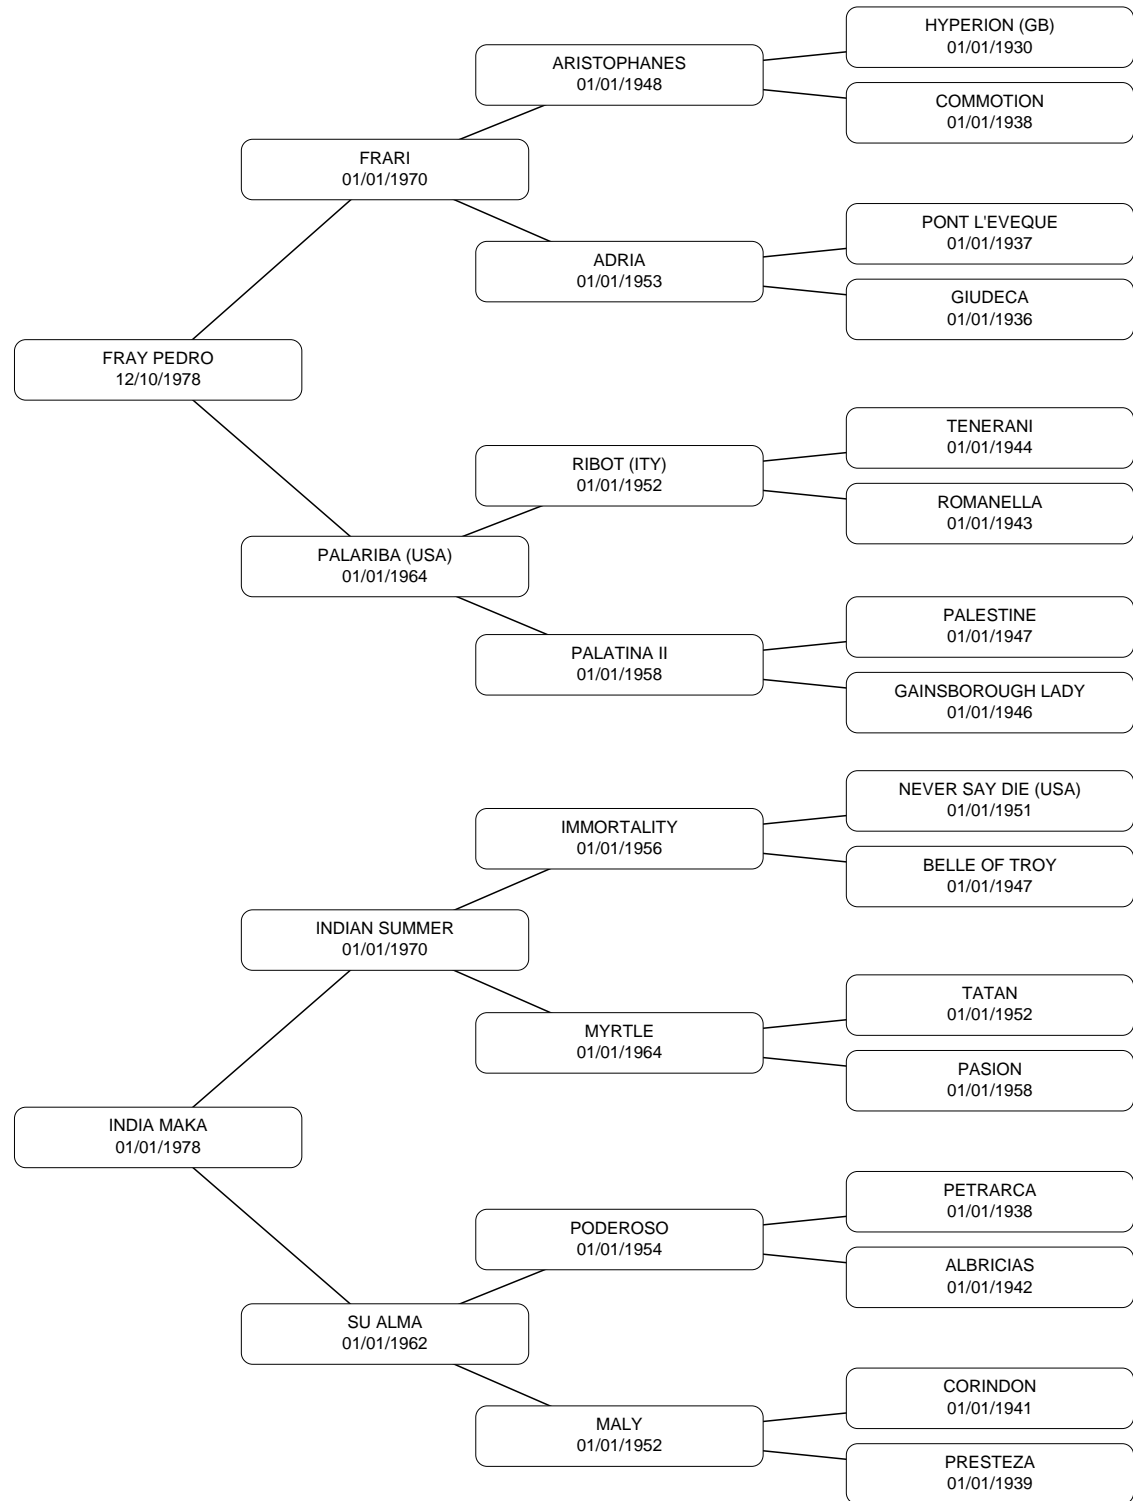 HYPERION (GB)
01/01/1930
ARISTOPHANES
01/01/1948
COMMOTION
01/01/1938
FRARI
01/01/1970
PONT L'EVEQUE
01/01/1937
ADRIA
01/01/1953
GIUDECA
01/01/1936
FRAY PEDRO
12/10/1978
TENERANI
01/01/1944
RIBOT (ITY)
01/01/1952
ROMANELLA
01/01/1943
PALARIBA (USA)
01/01/1964
PALESTINE
01/01/1947
PALATINA II
01/01/1958
GAINSBOROUGH LADY
01/01/1946
NEVER SAY DIE (USA)
01/01/1951
IMMORTALITY
01/01/1956
BELLE OF TROY
01/01/1947
INDIAN SUMMER
01/01/1970
TATAN
01/01/1952
MYRTLE
01/01/1964
PASION
01/01/1958
INDIA MAKA
01/01/1978
PETRARCA
01/01/1938
PODEROSO
01/01/1954
ALBRICIAS
01/01/1942
SU ALMA
01/01/1962
CORINDON
01/01/1941
MALY
01/01/1952
PRESTEZA
01/01/1939